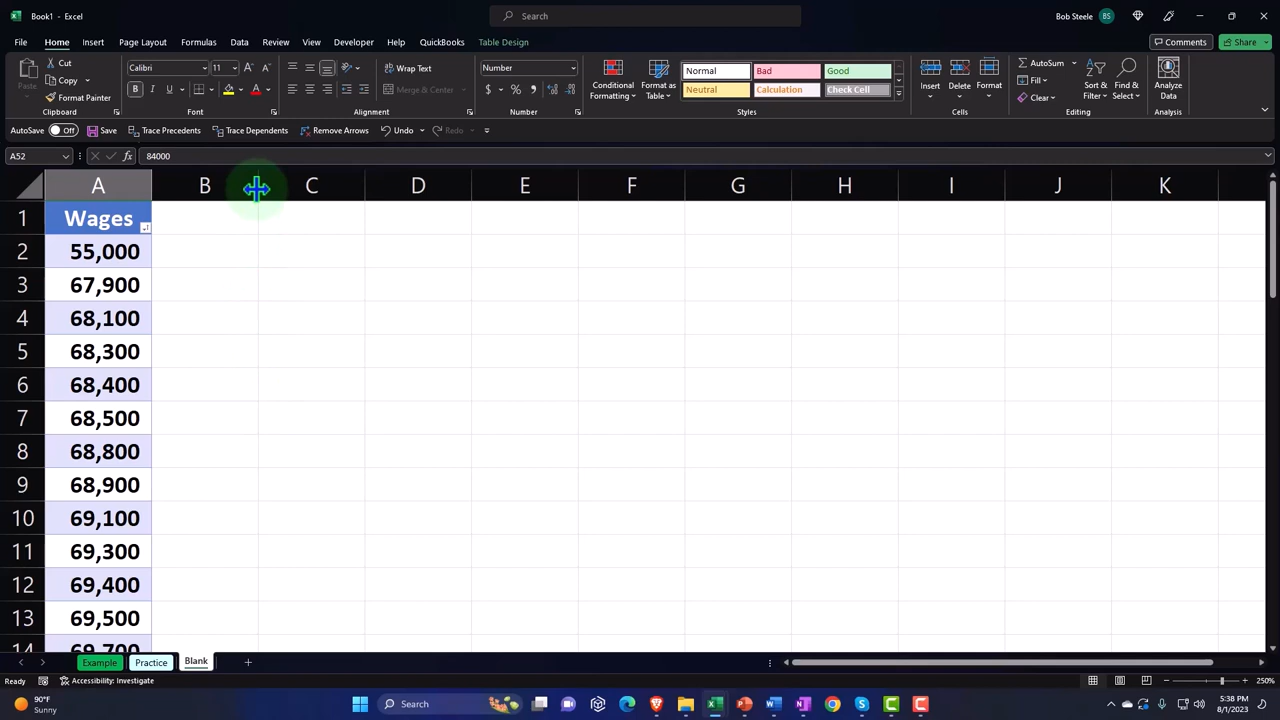 Book1 - Excel
Search
Bob Steele
BS
File
Home
Insert
Page Layout
Formulas
Data
Review
View
Developer
Help
QuickBooks
Table Design
Comments
Share
Paste
Cut
Copy
Format Painter
Clipboard
Calibri
11
Font
Wrap Text
Merge & Center
Alignment
Number
Number
Conditional Formatting
Format as Table
Normal
Bad
Good
Neutral
Calculation
Check Cell
Styles
Insert
Delete
Format
Cells
AutoSum
Fill
Clear
Sort & Filter
Find & Select
Editing
Analyze Data
Analysis
AutoSave Off Save Trace Precedents Trace Dependents Remove Arrows Undo Redo
A52 fx 84000
A B C D E F G H I J K
1 Wages
2 55,000
3 67,900
4 68,100
5 68,300
6 68,400
7 68,500
8 68,800
9 68,900
10 69,100
11 69,300
12 69,400
13 69,500
14 69,700
Example Practice Blank
Ready Accessibility: Investigate 250%
90°F
Sunny
Search
5:38 PM
8/1/2023